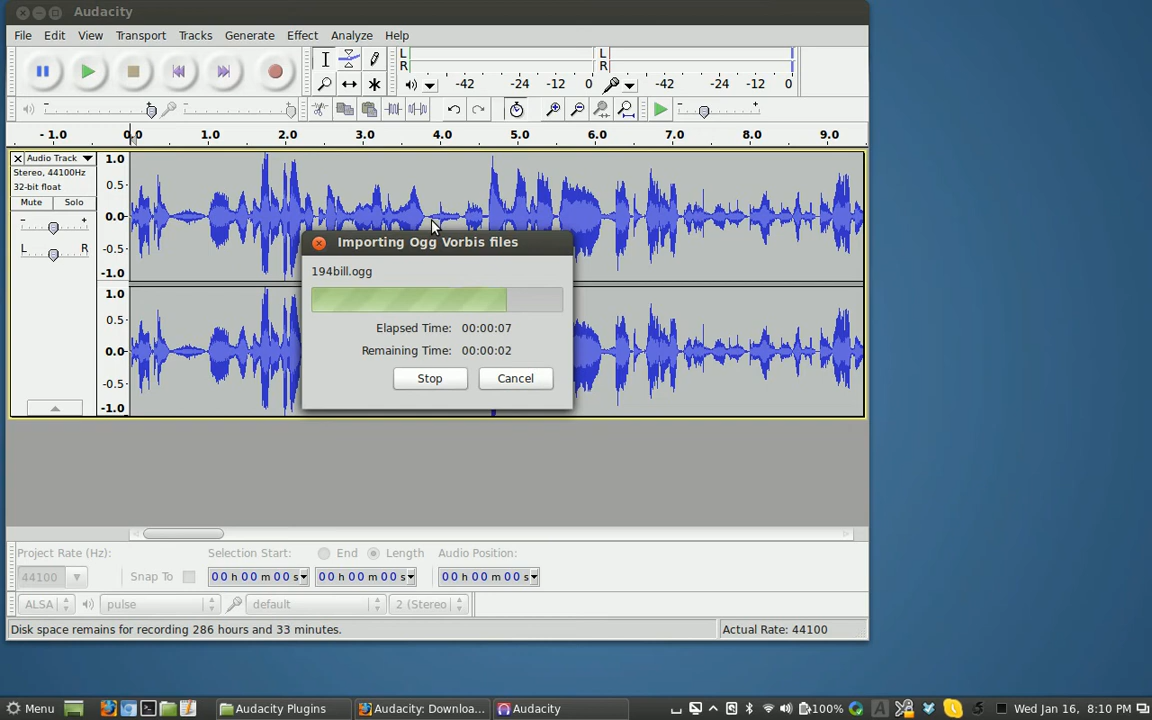 Audacity
File Edit View Transport Tracks Generate Effect Analyze Help
L
R
-42 -24 -12 0
L
R
-42 -24 -12 0
- 1.0 0.0 1.0 2.0 3.0 4.0 5.0 6.0 7.0 8.0 9.0
Audio Track
Stereo, 44100Hz
32-bit float
Mute Solo
- +
L R
1.0
0.5
0.0
-0.5
-1.0
1.0
0.5
0.0
-0.5
-1.0
Importing Ogg Vorbis files
194bill.ogg
Elapsed Time: 00:00:07
Remaining Time: 00:00:02
Stop Cancel
Project Rate (Hz): Selection Start: End Length Audio Position:
44100 Snap To 00 h 00 m 00 s 00 h 00 m 00 s 00 h 00 m 00 s
ALSA pulse default 2 (Stereo
Disk space remains for recording 286 hours and 33 minutes. Actual Rate: 44100
Menu Audacity Plugins Audacity: Downloa... Audacity 100% Wed Jan 16, 8:10 PM